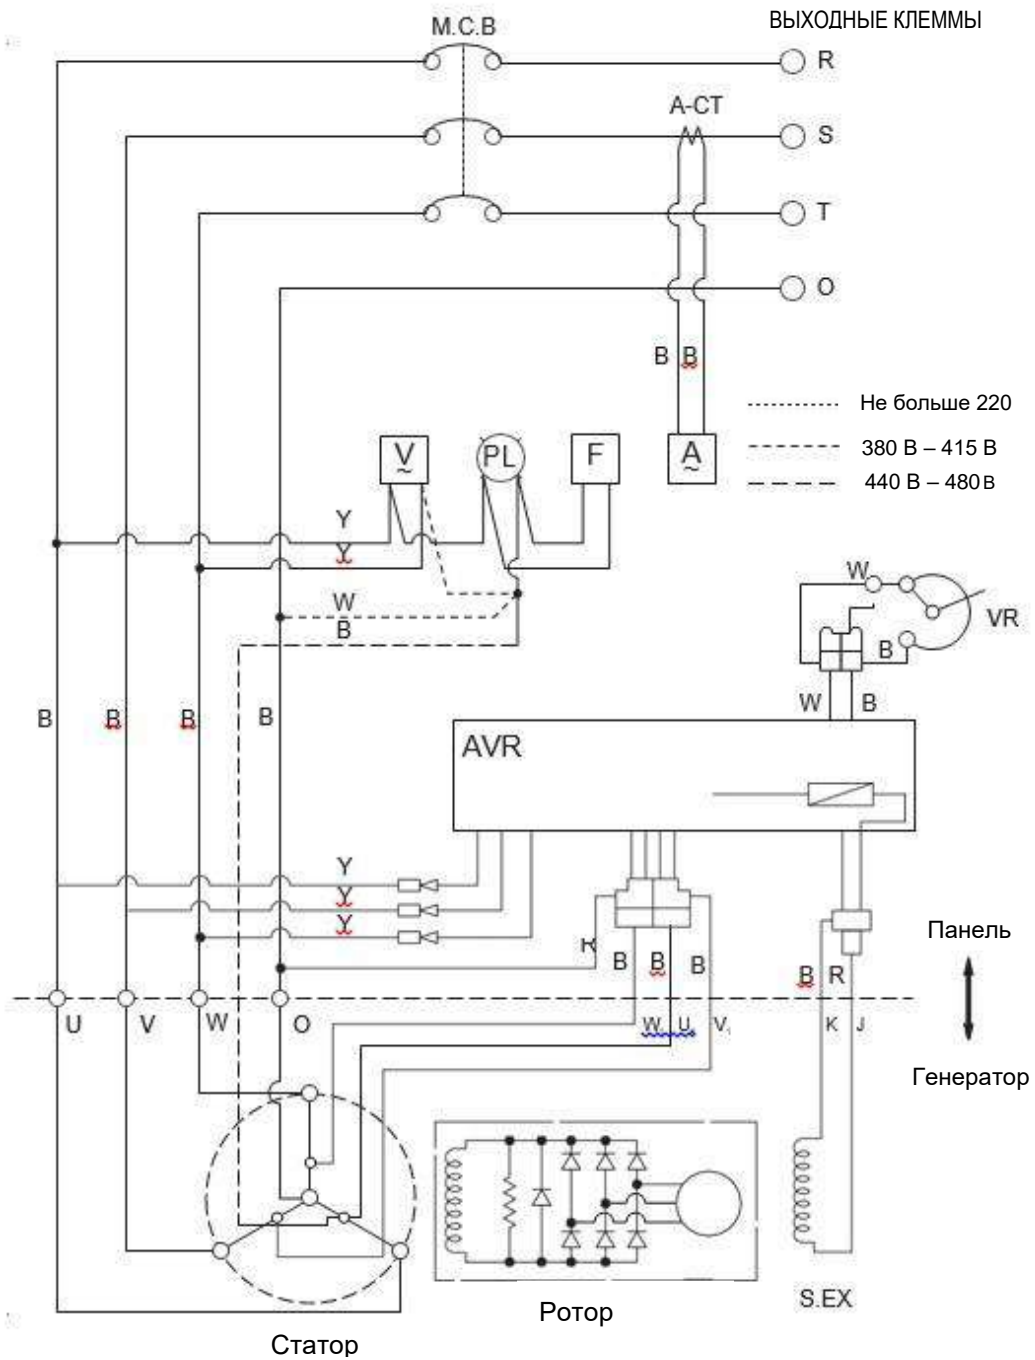 ВЫХОДНЫЕ КЛЕММЫ
M.C.B
R
A-CT
S
T
O
B B
Не больше 220
380 В – 415 В
440 В – 480 В
V
~
PL
F
A
~
Y
Y
W
B
W
VR
B
W B
B B B B
AVR
Y
Y
Y
R
B B B
B R
Панель
U V W O
W U V
K J
Генератор
S.EX
Ротор
Статор